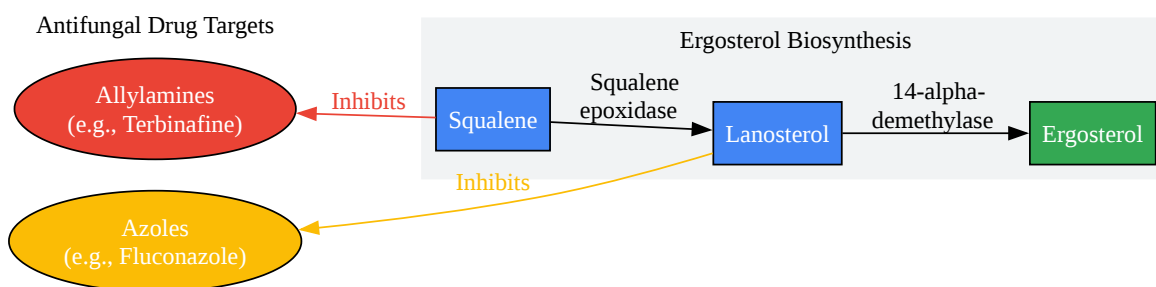 Antifungal Drug Targets
Allylamines
(e.g., Terbinafine)
Inhibits
Azoles
(e.g., Fluconazole)
Inhibits
Ergosterol Biosynthesis
Squalene
Squalene
epoxidase
Lanosterol
14-alpha-
demethylase
Ergosterol